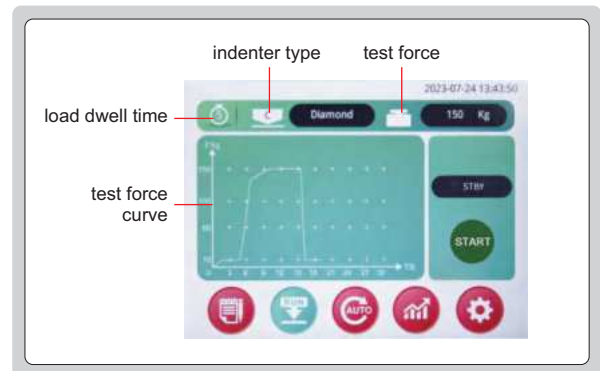 indenter type
test force
2023-07-24 13:43:50
load dwell time
C
Diamond
150 Kg
test force
curve
STBY
START
RUN
AUTO